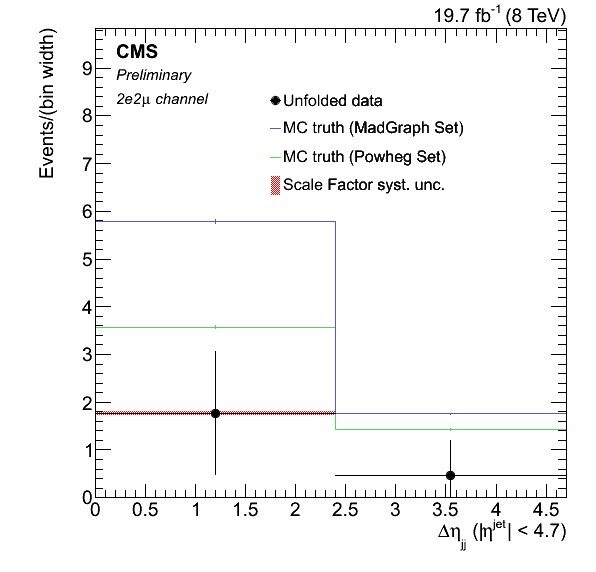 19.7 fb⁻¹ (8 TeV)
CMS
Preliminary
2e2μ channel
Unfolded data
MC truth (MadGraph Set)
MC truth (Powheg Set)
Scale Factor syst. unc.
Events/(bin width)
9
8
7
6
5
4
3
2
1
0
0 0.5 1 1.5 2 2.5 3 3.5 4 4.5
Δη_jj (|η^jet| < 4.7)